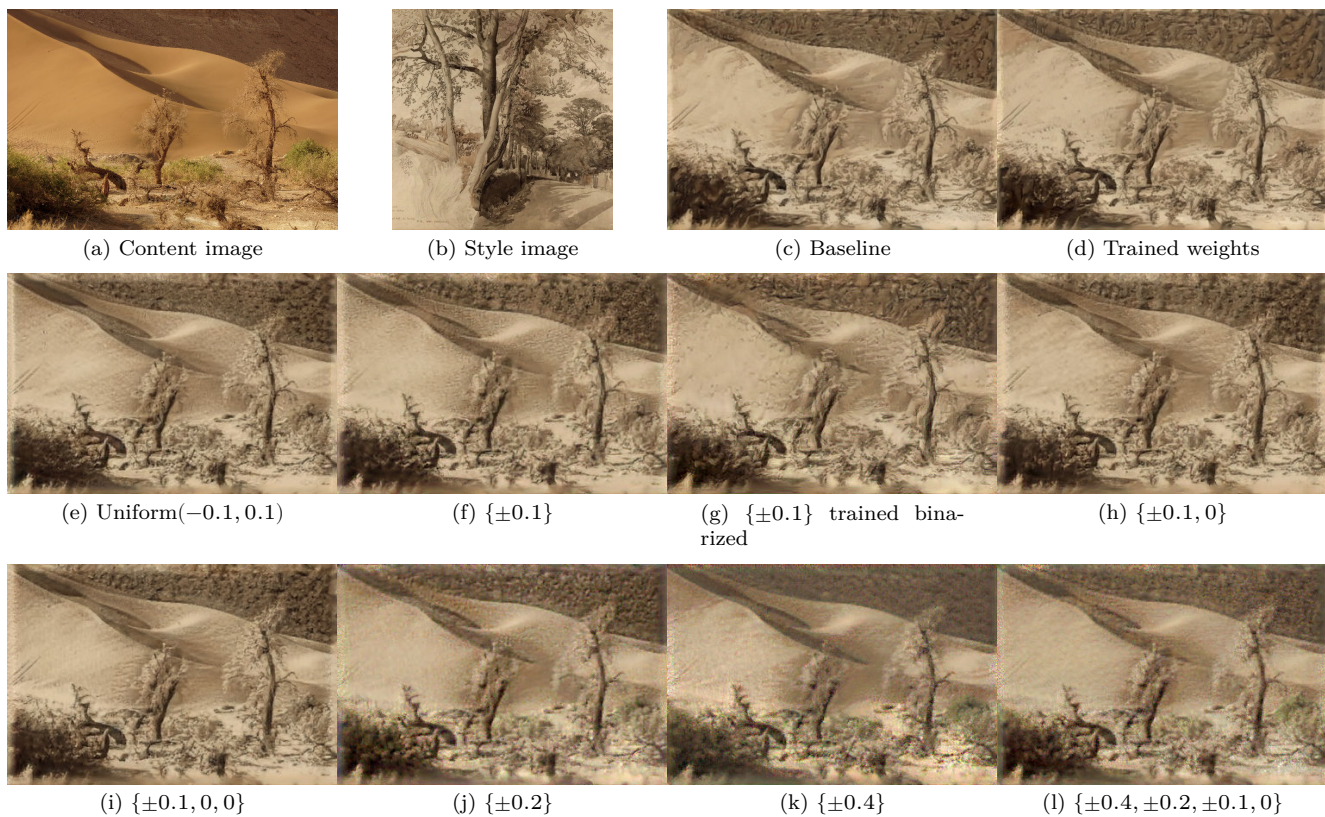 (a) Content image
(b) Style image
(c) Baseline
(d) Trained weights
(e) Uniform(−0.1, 0.1)
(f) {±0.1}
(g) {±0.1} trained bina-
rized
(h) {±0.1, 0}
(i) {±0.1, 0, 0}
(j) {±0.2}
(k) {±0.4}
(l) {±0.4, ±0.2, ±0.1, 0}